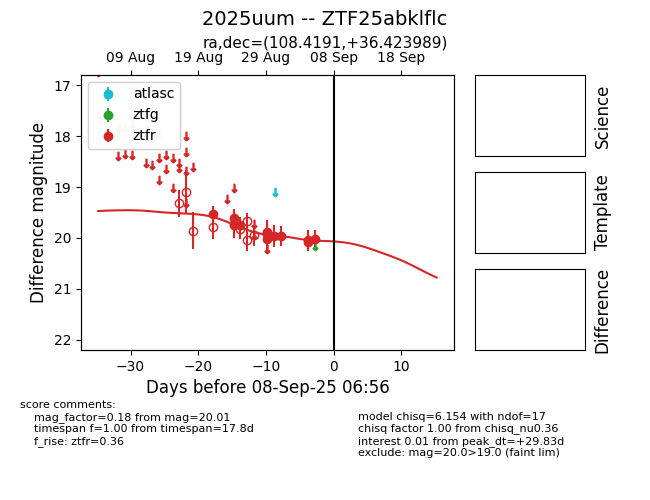 2025uum -- ZTF25abklflc
ra,dec=(108.4191,+36.423989)
09 Aug 19 Aug 29 Aug 08 Sep 18 Sep
atlasc
ztfg
ztfr
17
18
19
20
21
22
Difference magnitude
−30 −20 −10 0 10
Days before 08-Sep-25 06:56
Science
Template
Difference
score comments:
mag_factor=0.18 from mag=20.01
timespan f=1.00 from timespan=17.8d
f_rise: ztfr=0.36
model chisq=6.154 with ndof=17
chisq factor 1.00 from chisq_nu0.36
interest 0.01 from peak_dt=+29.83d
exclude: mag=20.0>19.0 (faint lim)